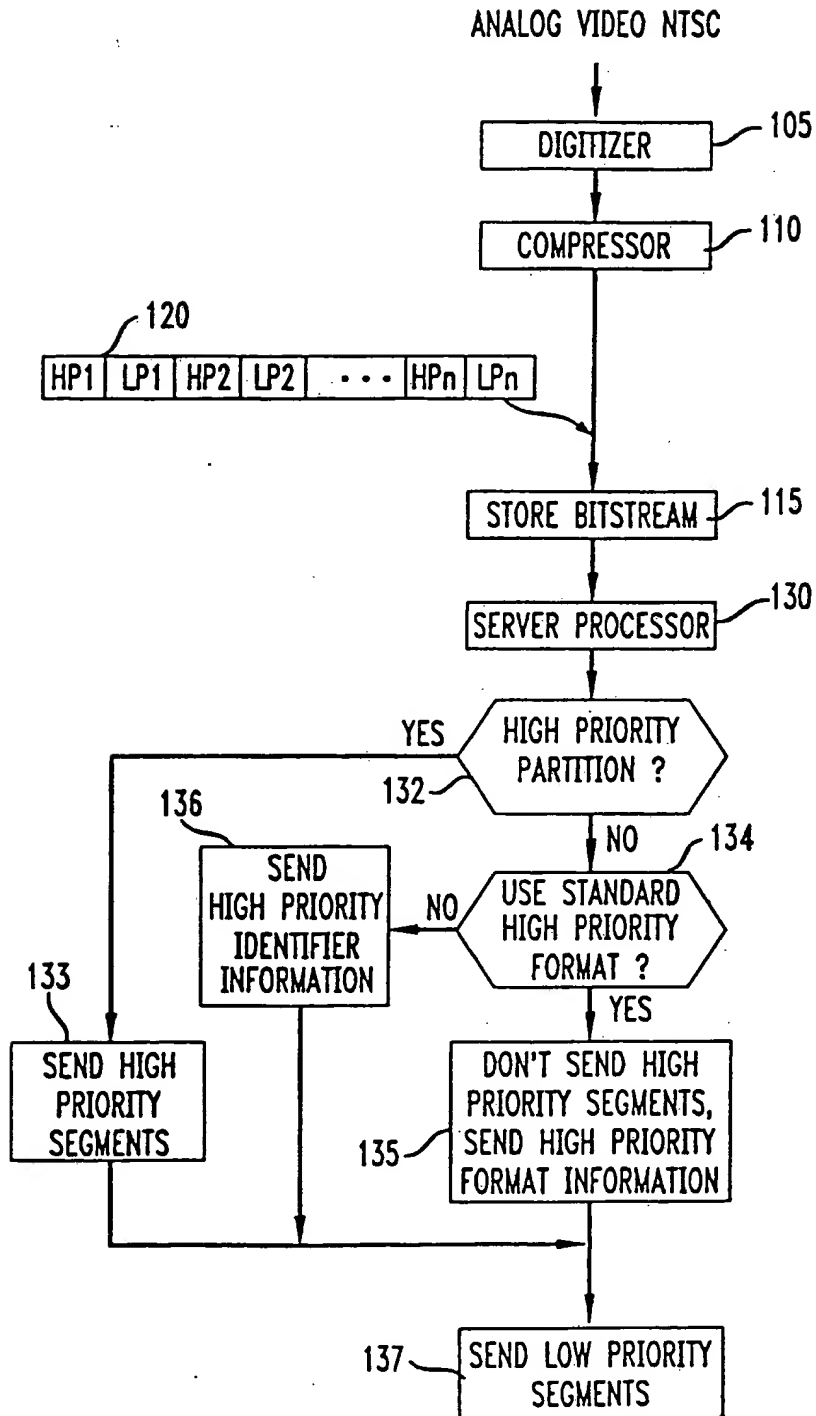 ANALOG VIDEO NTSC
DIGITIZER
105
COMPRESSOR
110
120
HP1 LP1 HP2 LP2 ... HPn LPn
STORE BITSTREAM
115
SERVER PROCESSOR
130
YES
HIGH PRIORITY
PARTITION ?
132
NO
134
136
SEND
HIGH PRIORITY
IDENTIFIER
INFORMATION
NO
USE STANDARD
HIGH PRIORITY
FORMAT ?
YES
133
SEND HIGH
PRIORITY
SEGMENTS
DON'T SEND HIGH
PRIORITY SEGMENTS,
SEND HIGH PRIORITY
FORMAT INFORMATION
135
SEND LOW PRIORITY
SEGMENTS
137